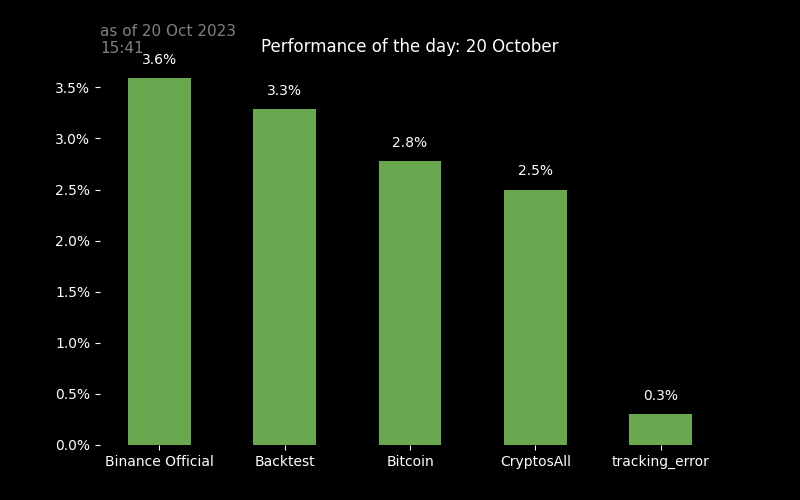 as of 20 Oct 2023
15:41
Performance of the day: 20 October
3.6%
3.3%
2.8%
2.5%
0.3%
3.5%
3.0%
2.5%
2.0%
1.5%
1.0%
0.5%
0.0%
Binance Official
Backtest
Bitcoin
CryptosAll
tracking_error